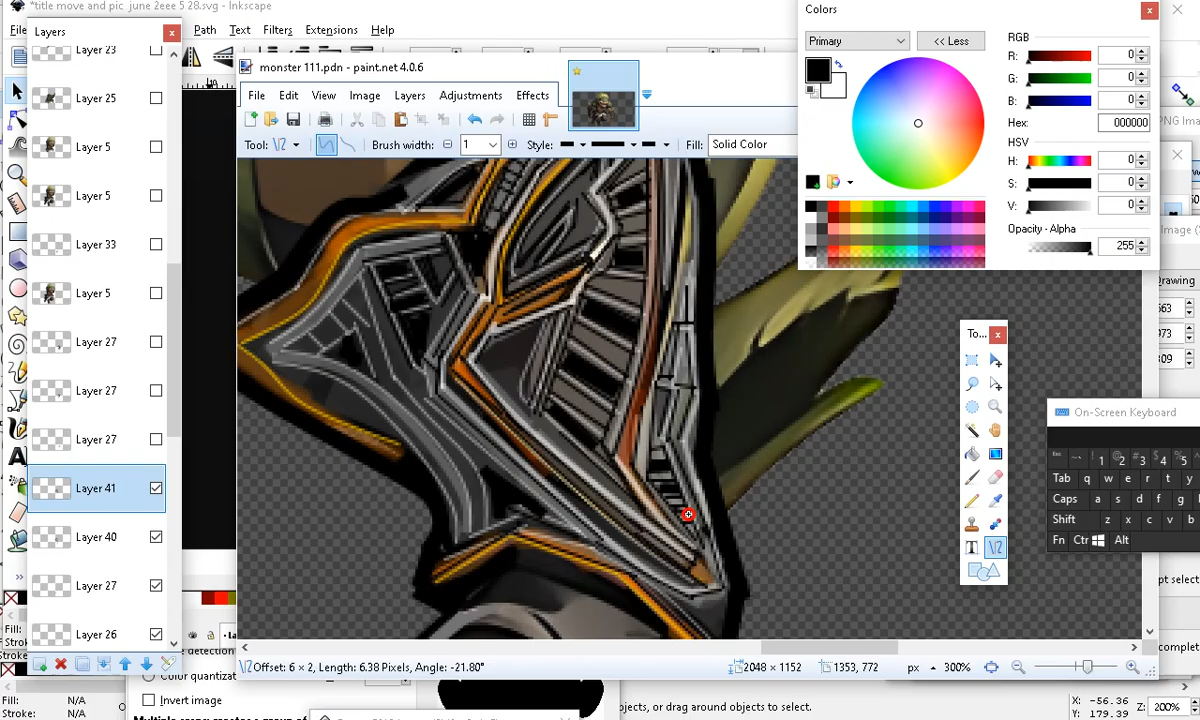 *title move and pic  june 2eee 5 28.svg - Inkscape
Path Text Filters Extensions Help
Layers
Layer 23
Layer 25
Layer 5
Layer 5
Layer 33
Layer 5
Layer 27
Layer 27
Layer 27
Layer 41
Layer 40
Layer 27
Layer 26
monster 111.pdn - paint.net 4.0.6
File Edit View Image Layers Adjustments Effects
Tool: Brush width: 1 Style: Fill: Solid Color
Colors
Primary << Less
RGB
R: 0
G: 0
B: 0
Hex: 000000
HSV
H: 0
S: 0
V: 0
Opacity - Alpha
255
To...
On-Screen Keyboard
Tab q w e r t y
Caps a s d f g
Shift z x c v b
Fn Ctrl Alt
Offset: 6 × 2, Length: 6.38 Pixels, Angle: -21.80°
2048 × 1152 1353, 772 px 300%
Fill: N/A
Stroke: N/A
Color quantiza
Invert image
bjects, or drag around objects to select.
X: -56.36
Y: 179.39
Z: 200%